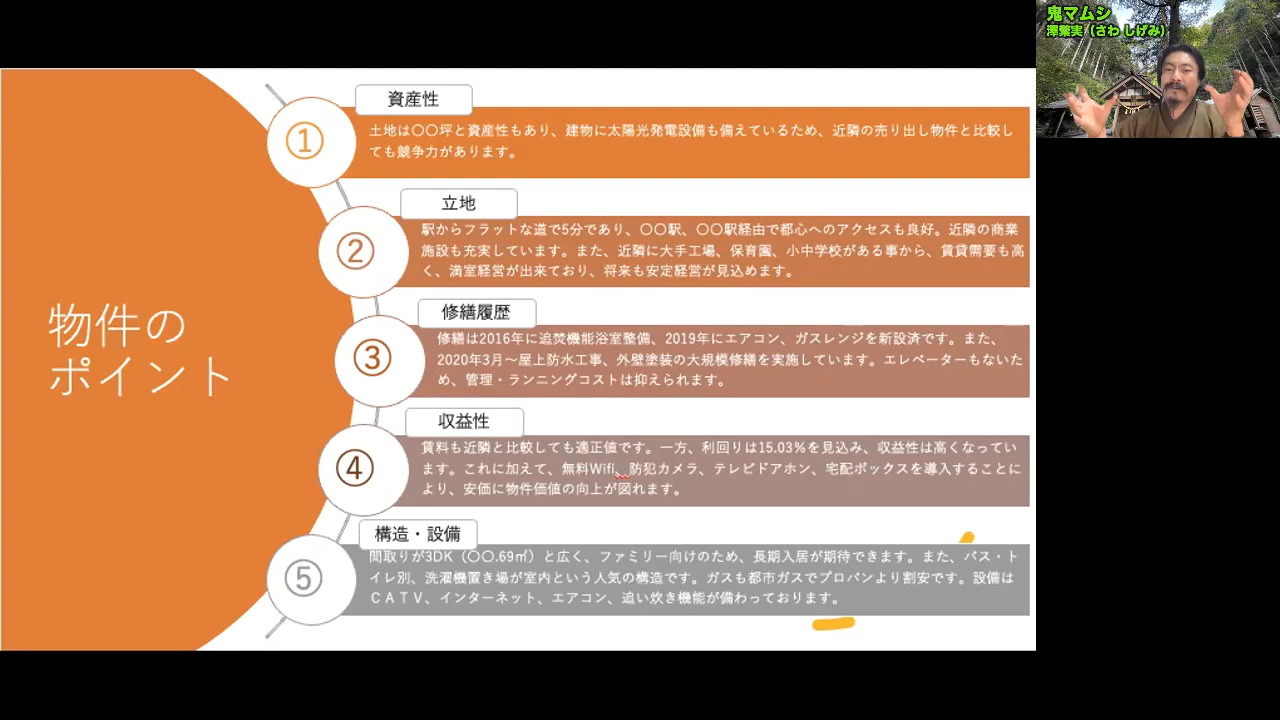 鬼マムシ
澤繁実（さわ しげみ）
物件の
ポイント
①
資産性
土地は〇〇坪と資産性もあり、建物に太陽光発電設備も備えているため、近隣の売り出し物件と比較し
ても競争力があります。
②
立地
駅からフラットな道で5分であり、〇〇駅、〇〇駅経由で都心へのアクセスも良好。近隣の商業
施設も充実しています。また、近隣に大手工場、保育園、小中学校がある事から、賃貸需要も高
く、満室経営が出来ており、将来も安定経営が見込めます。
③
修繕履歴
修繕は2016年に追焚機能浴室整備、2019年にエアコン、ガスレンジを新設済です。また、
2020年3月～屋上防水工事、外壁塗装の大規模修繕を実施しています。エレベーターもないた
め、管理・ランニングコストは抑えられます。
④
収益性
賃料も近隣と比較しても適正値です。一方、利回りは15.03％を見込み、収益性は高くなってい
ます。これに加えて、無料Wifi、防犯カメラ、テレビドアホン、宅配ボックスを導入することに
より、安価に物件価値の向上が図れます。
⑤
構造・設備
間取りが3DK（〇〇.69㎡）と広く、ファミリー向けのため、長期入居が期待できます。また、バス・ト
イレ別、洗濯機置き場が室内という人気の構造です。ガスも都市ガスでプロパンより割安です。設備は
ＣＡＴＶ、インターネット、エアコン、追い炊き機能が備わっております。